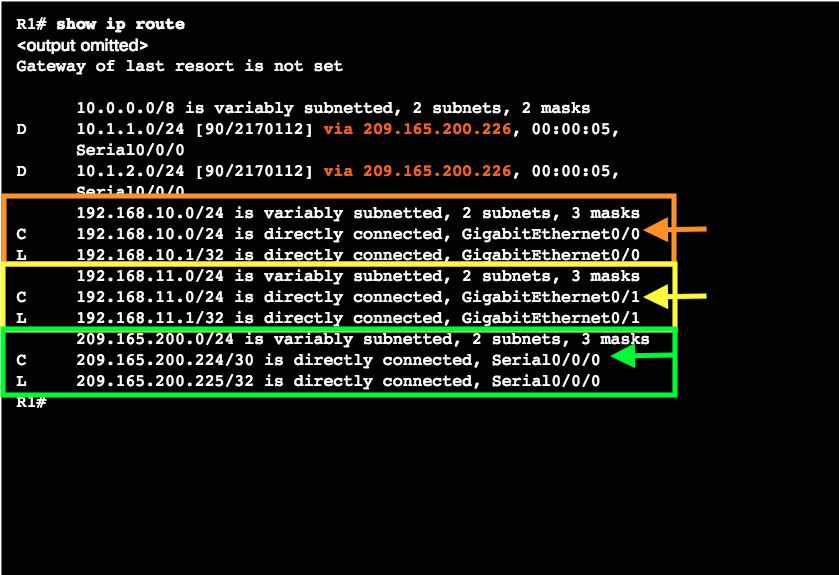 R1# show ip route
<output omitted>
Gateway of last resort is not set
10.0.0.0/8 is variably subnetted, 2 subnets, 2 masks
D 10.1.1.0/24 [90/2170112] via 209.165.200.226, 00:00:05,
Serial0/0/0
D 10.1.2.0/24 [90/2170112] via 209.165.200.226, 00:00:05,
Serial0/0/0
192.168.10.0/24 is variably subnetted, 2 subnets, 3 masks
C 192.168.10.0/24 is directly connected, GigabitEthernet0/0
L 192.168.10.1/32 is directly connected, GigabitEthernet0/0
192.168.11.0/24 is variably subnetted, 2 subnets, 3 masks
C 192.168.11.0/24 is directly connected, GigabitEthernet0/1
L 192.168.11.1/32 is directly connected, GigabitEthernet0/1
209.165.200.0/24 is variably subnetted, 2 subnets, 3 masks
C 209.165.200.224/30 is directly connected, Serial0/0/0
L 209.165.200.225/32 is directly connected, Serial0/0/0
R1#